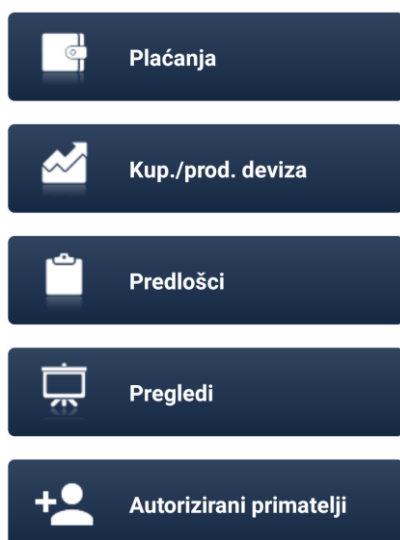 Plaćanja
Kup./prod. deviza
Predlošci
Pregledi
Autorizirani primatelji